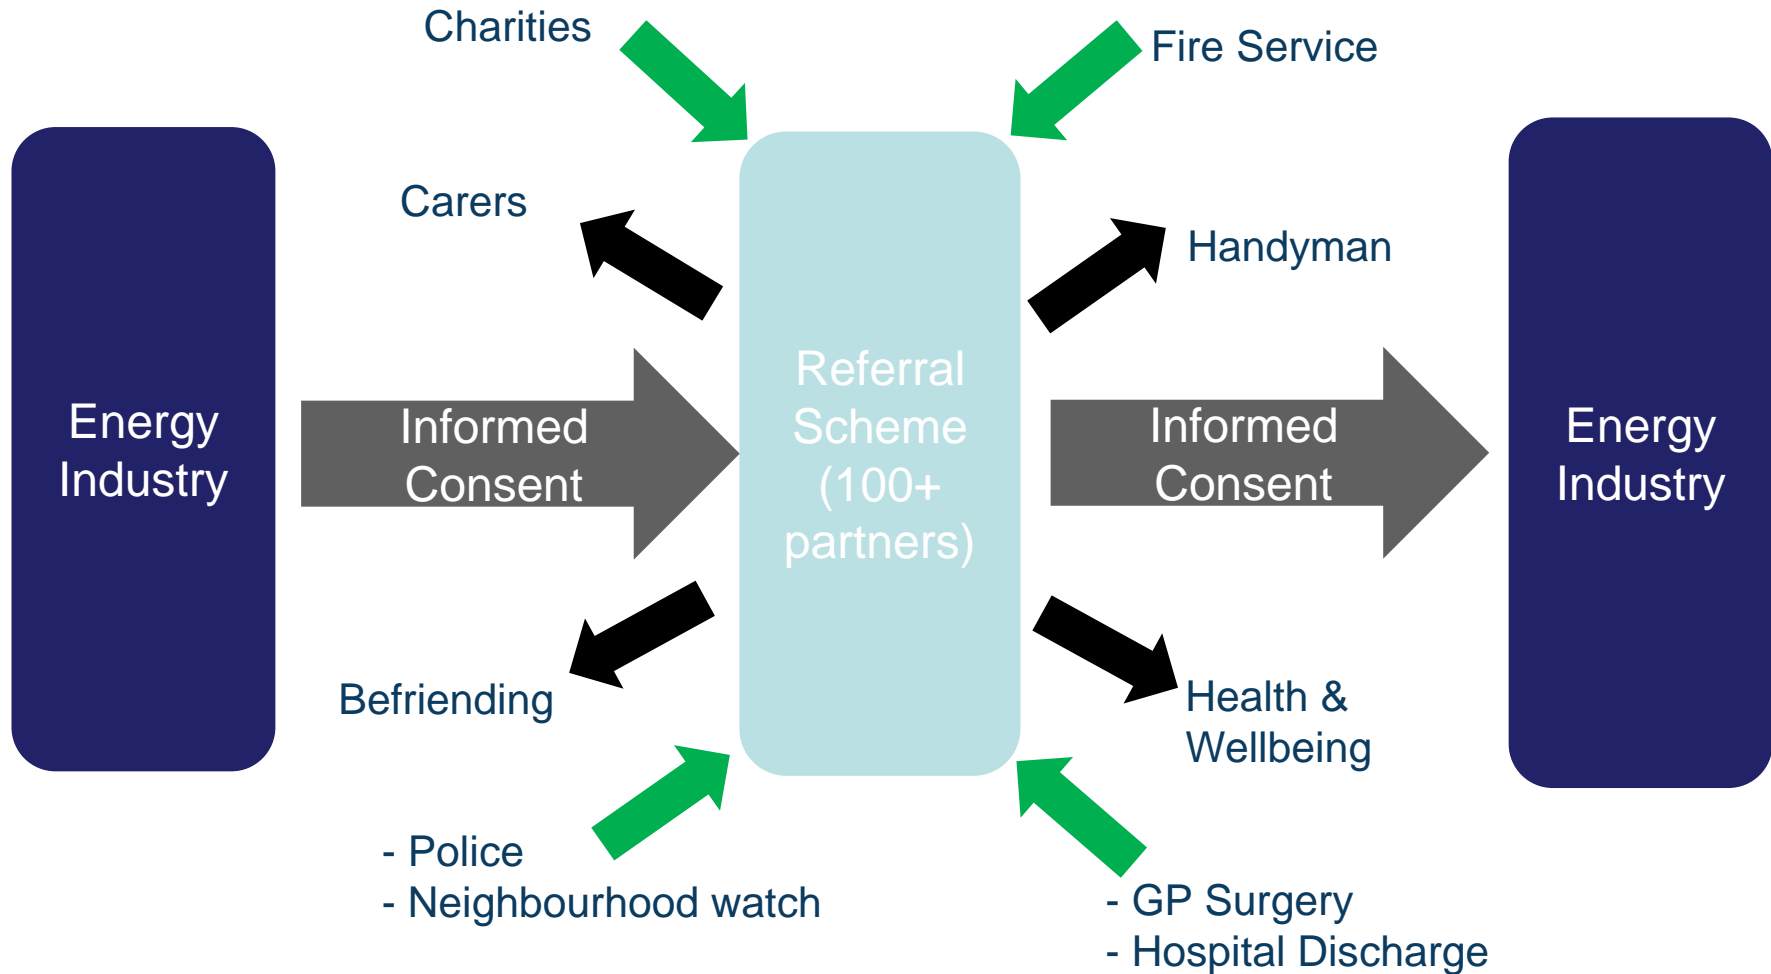 Charities
Fire Service
Carers
Handyman
Energy
Industry
Informed
Consent
Referral
Scheme
(100+
partners)
Informed
Consent
Energy
Industry
Befriending
Health &
Wellbeing
- Police
- Neighbourhood watch
- GP Surgery
- Hospital Discharge